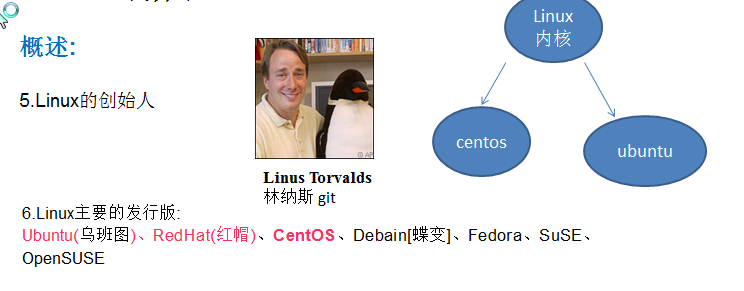 概述:
Linux
内核
5.Linux的创始人
centos
ubuntu
© AP
Linus Torvalds
林纳斯 git
6.Linux主要的发行版:
Ubuntu(乌班图)、RedHat(红帽)、CentOS、Debain[蝶变]、Fedora、SuSE、
OpenSUSE